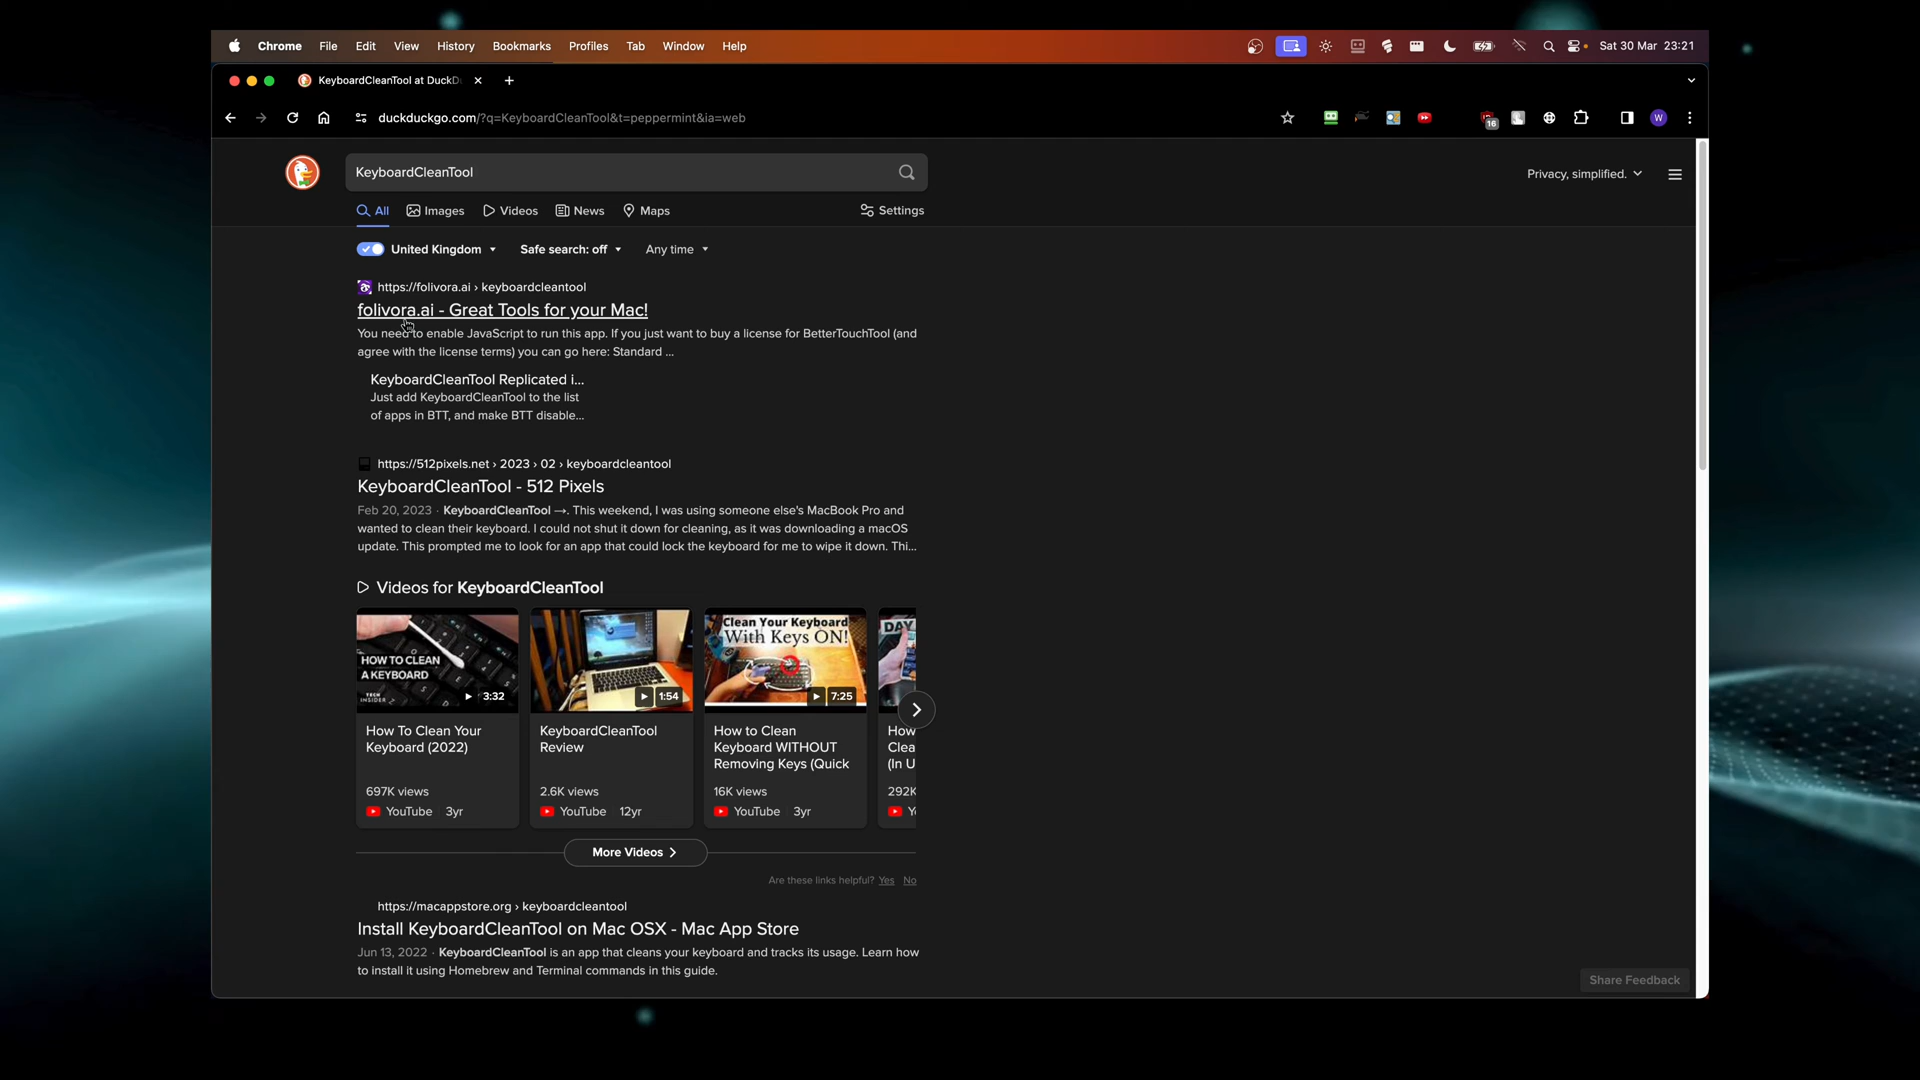 Chrome File Edit View History Bookmarks Profiles Tab Window Help Sat 30 Mar 23:21
KeyboardCleanTool at DuckD
duckduckgo.com/?q=KeyboardCleanTool&t=peppermint&ia=web 16 W
KeyboardCleanTool Privacy, simplified.
All Images Videos News Maps Settings
United Kingdom Safe search: off Any time
https://folivora.ai › keyboardcleantool
folivora.ai - Great Tools for your Mac!
You need to enable JavaScript to run this app. If you just want to buy a license for BetterTouchTool (and
agree with the license terms) you can go here: Standard ...
KeyboardCleanTool Replicated i...
Just add KeyboardCleanTool to the list
of apps in BTT, and make BTT disable...
https://512pixels.net › 2023 › 02 › keyboardcleantool
KeyboardCleanTool - 512 Pixels
Feb 20, 2023 · KeyboardCleanTool →. This weekend, I was using someone else's MacBook Pro and
wanted to clean their keyboard. I could not shut it down for cleaning, as it was downloading a macOS
update. This prompted me to look for an app that could lock the keyboard for me to wipe it down. Thi...
Videos for KeyboardCleanTool
HOW TO CLEAN
A KEYBOARD
TECH
INSIDER
3:32
1:54
Clean Your Keyboard
With Keys ON!
7:25
DAY
How To Clean Your
Keyboard (2022)
697K views
YouTube 3yr
KeyboardCleanTool
Review
2.6K views
YouTube 12yr
How to Clean
Keyboard WITHOUT
Removing Keys (Quick
16K views
YouTube 3yr
How
Clea
(In U
292K
Y
More Videos
Are these links helpful? Yes No
https://macappstore.org › keyboardcleantool
Install KeyboardCleanTool on Mac OSX - Mac App Store
Jun 13, 2022 · KeyboardCleanTool is an app that cleans your keyboard and tracks its usage. Learn how
to install it using Homebrew and Terminal commands in this guide.
Share Feedback